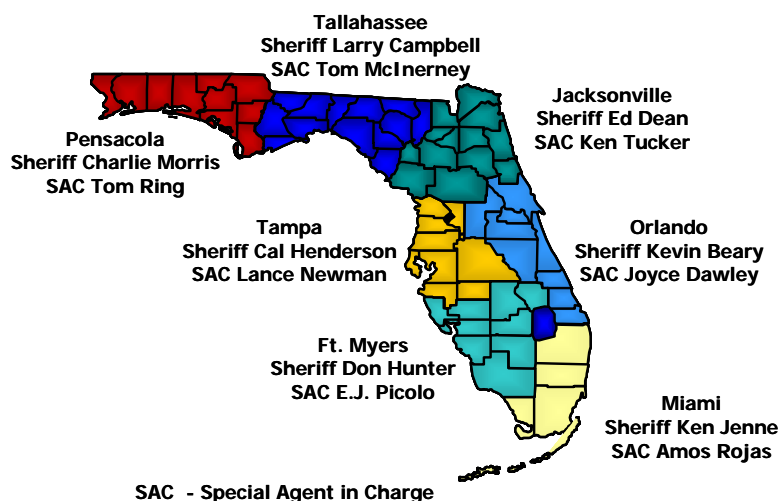 Tallahassee
Sheriff Larry Campbell
SAC Tom McInerney
Jacksonville
Sheriff Ed Dean
SAC Ken Tucker
Pensacola
Sheriff Charlie Morris
SAC Tom Ring
Tampa
Sheriff Cal Henderson
SAC Lance Newman
Orlando
Sheriff Kevin Beary
SAC Joyce Dawley
Ft. Myers
Sheriff Don Hunter
SAC E.J. Picolo
Miami
Sheriff Ken Jenne
SAC Amos Rojas
SAC - Special Agent in Charge